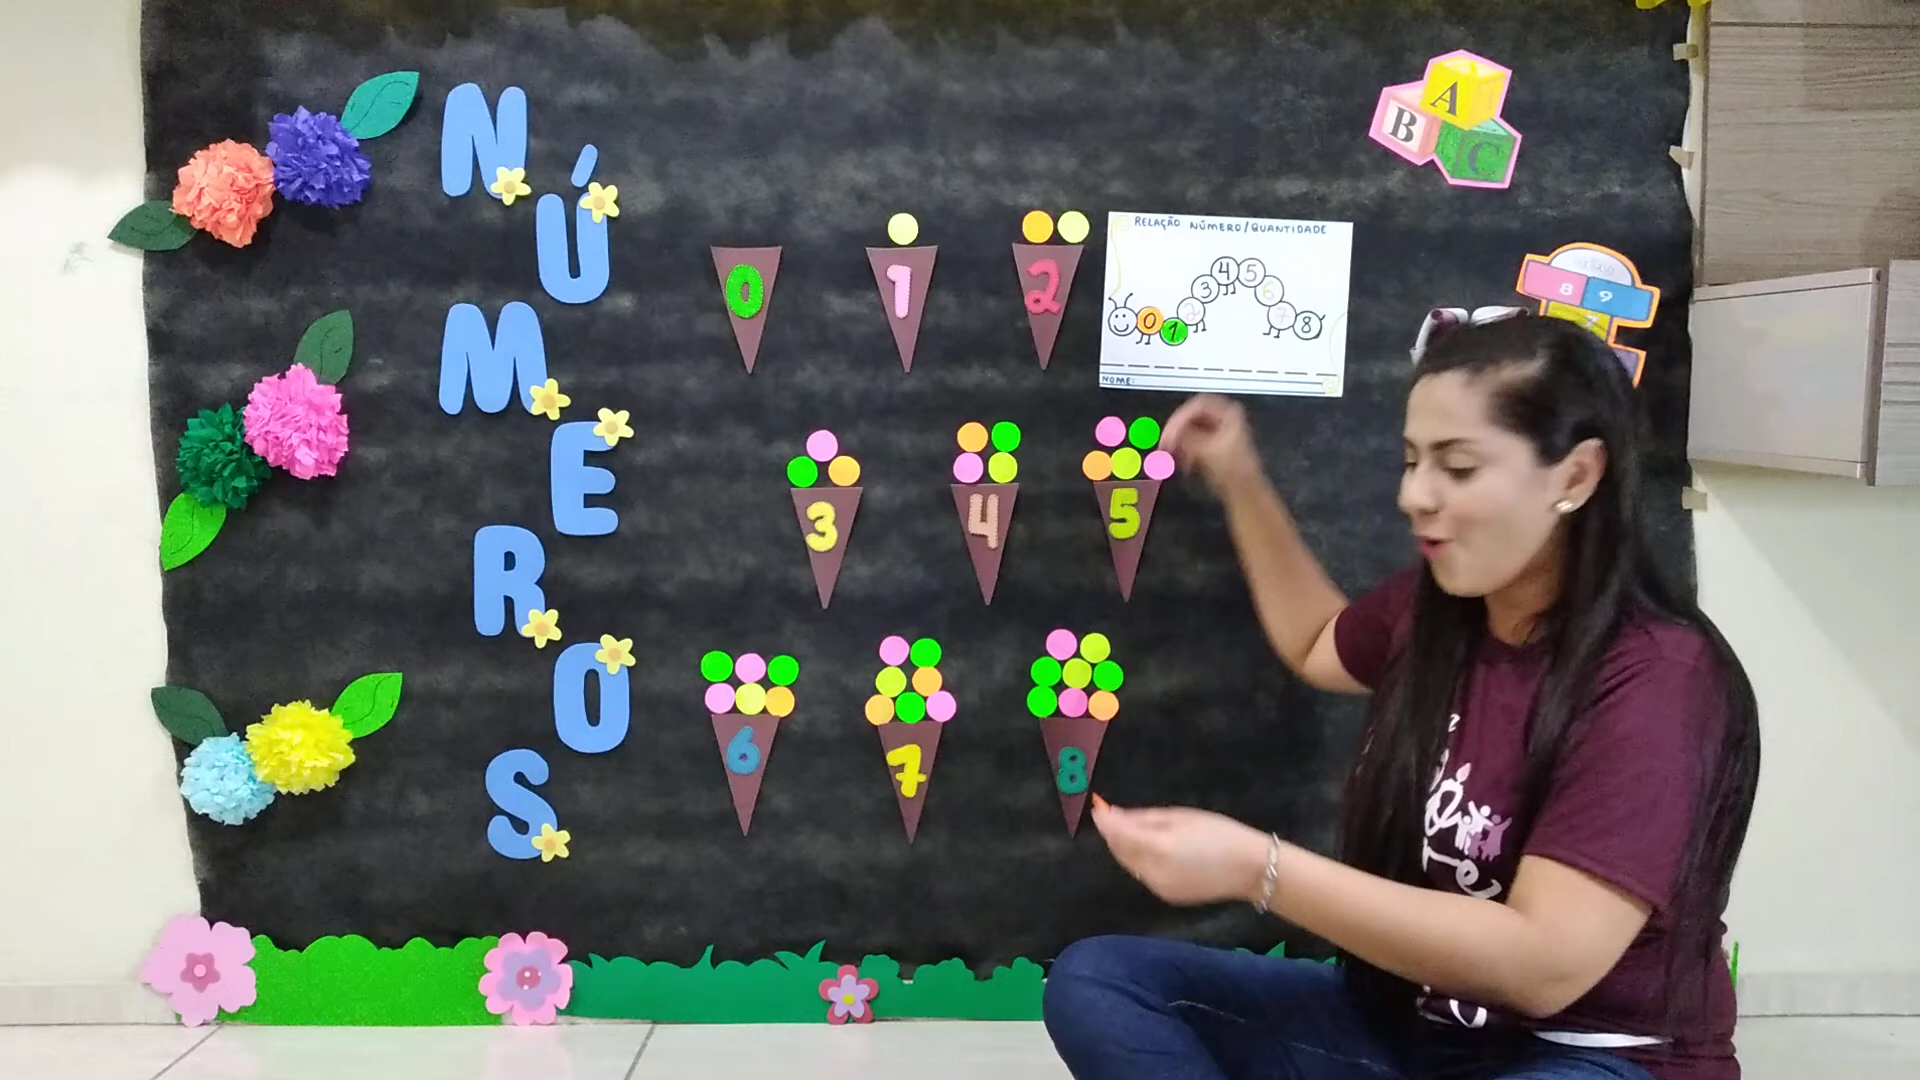 NÚMEROS
0 1 2
3 4 5
6 7 8
RELAÇÃO NÚMERO/QUANTIDADE
0 1 2 3 4 5 6 7 8
NOME:
A
B C
8 9
7